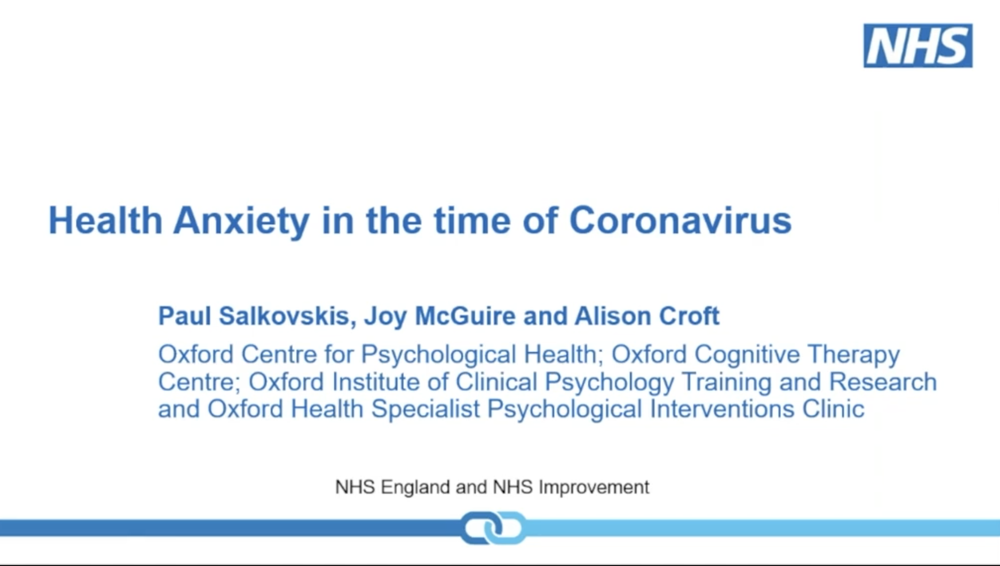 NHS
Health Anxiety in the time of Coronavirus
Paul Salkovskis, Joy McGuire and Alison Croft
Oxford Centre for Psychological Health; Oxford Cognitive Therapy
Centre; Oxford Institute of Clinical Psychology Training and Research
and Oxford Health Specialist Psychological Interventions Clinic
NHS England and NHS Improvement